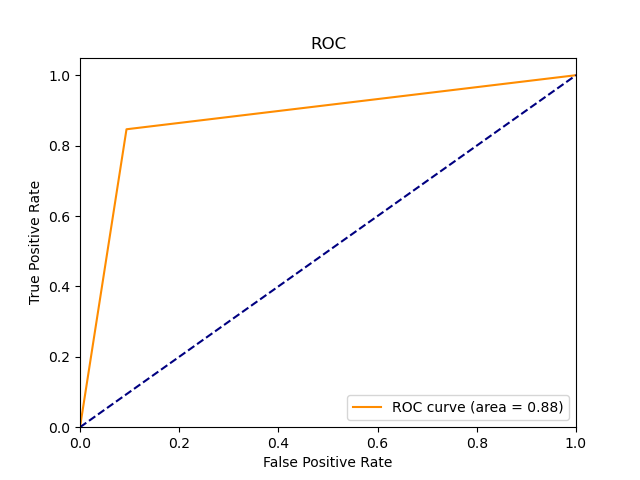 ROC
True Positive Rate
1.0
0.8
0.6
0.4
0.2
0.0
0.0 0.2 0.4 0.6 0.8 1.0
False Positive Rate
ROC curve (area = 0.88)